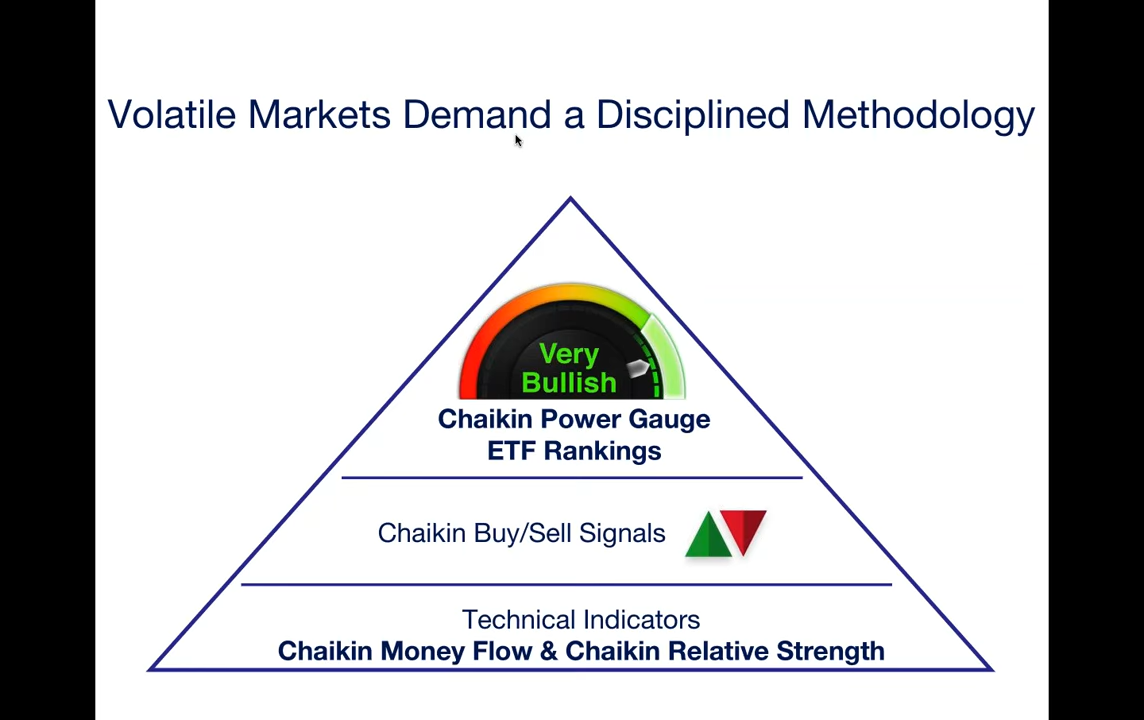 Volatile Markets Demand a Disciplined Methodology
Very
Bullish
Chaikin Power Gauge
ETF Rankings
Chaikin Buy/Sell Signals
Technical Indicators
Chaikin Money Flow & Chaikin Relative Strength